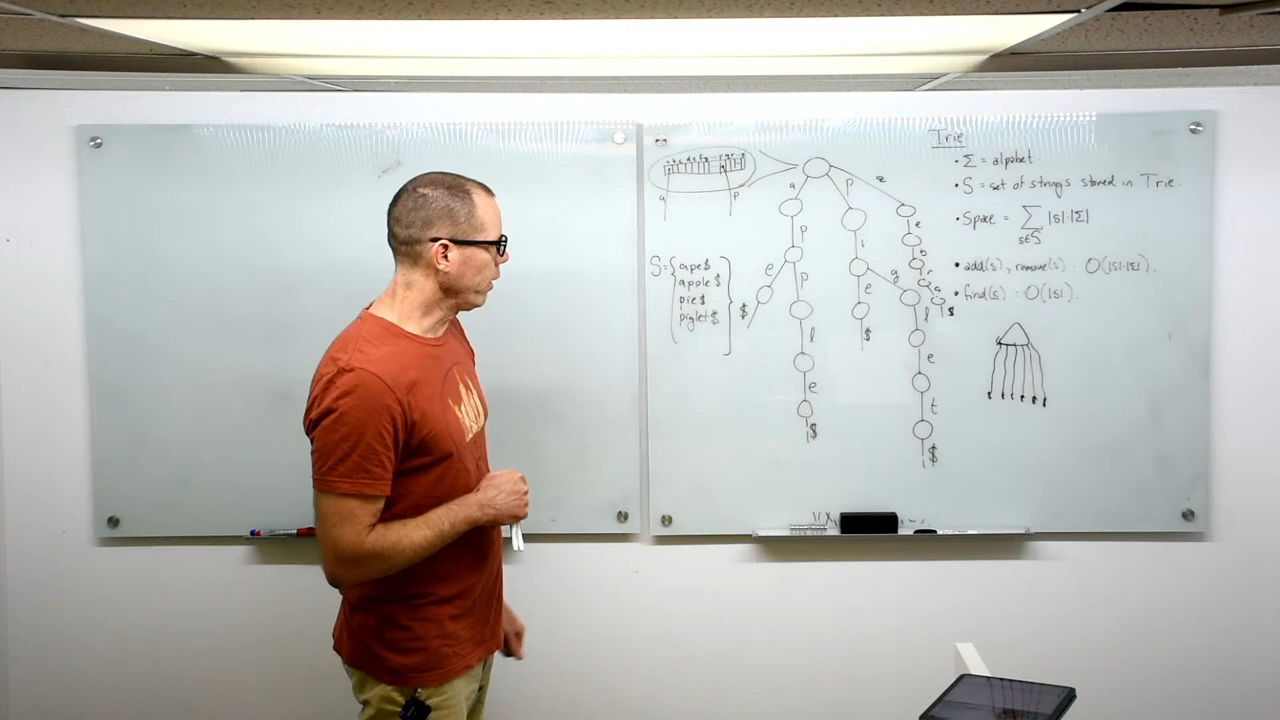 Trie
• Σ = alphabet.
• S = set of strings stored in Trie.
• Space = Σ |s|·|Σ|
s∈S
• add(s), remove(s) : O(|s|·|Σ|).
• find(s) : O(|s|).
S = { ape$
apple$
pie$
piglet$ }
a p z
p i e
e p e g b
$ l $ l r
e e a
$ t $
$
a p